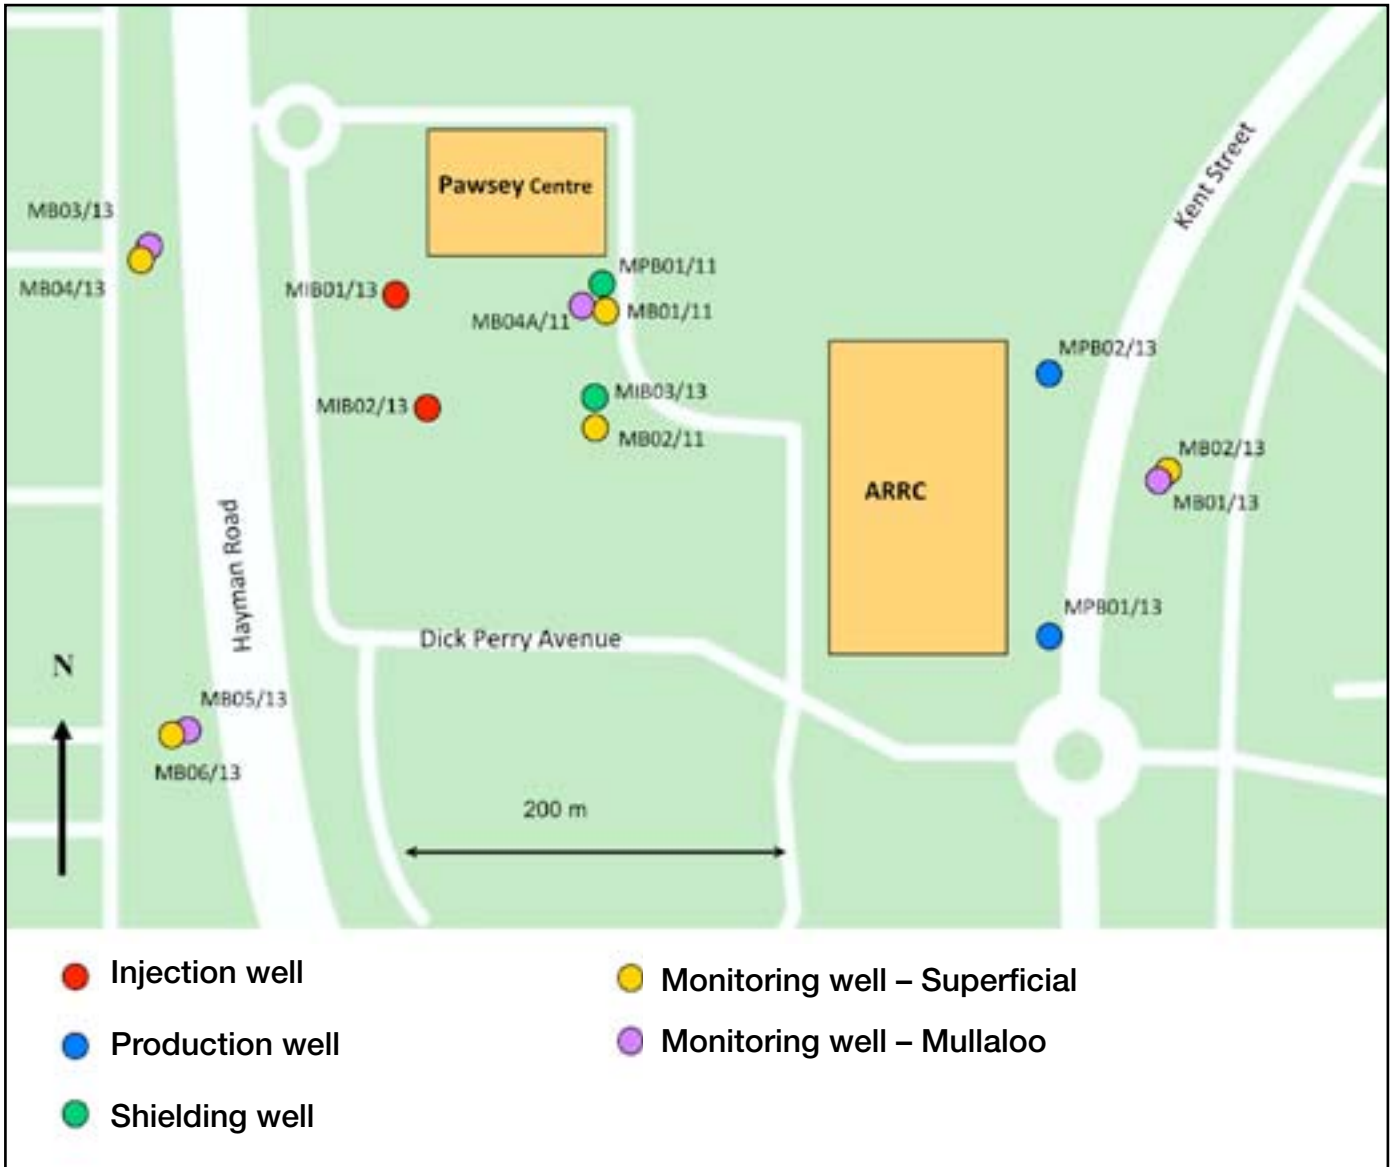 Pawsey Centre
Kent Street
MB03/13
MB04/13
MIB01/13
MPB01/11
MB04A/11
MB01/11
MIB02/13
MIB03/13
MB02/11
MPB02/13
ARRC
MB02/13
MB01/13
Hayman Road
MPB01/13
Dick Perry Avenue
N
MB05/13
MB06/13
200 m
Injection well
Production well
Shielding well
Monitoring well – Superficial
Monitoring well – Mullaloo